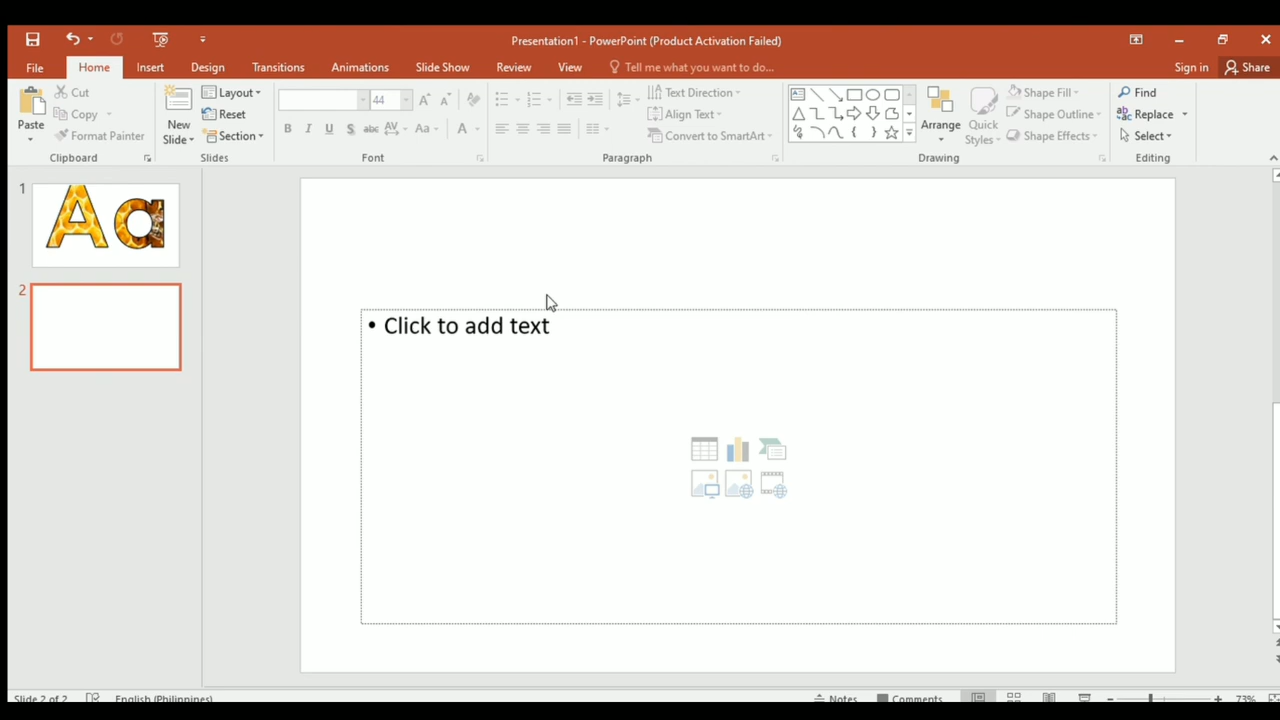 Presentation1 - PowerPoint (Product Activation Failed)
File Home Insert Design Transitions Animations Slide Show Review View Tell me what you want to do... Sign in Share
Paste
Cut
Copy
Format Painter
Clipboard
New Slide
Layout
Reset
Section
Slides
44
B I U S abc AV Aa A
Font
Text Direction
Align Text
Convert to SmartArt
Paragraph
Arrange
Quick Styles
Shape Fill
Shape Outline
Shape Effects
Drawing
Find
Replace
Select
Editing
1
Aa
2
• Click to add text
Slide 2 of 2 English (Philippines) Notes Comments 73%